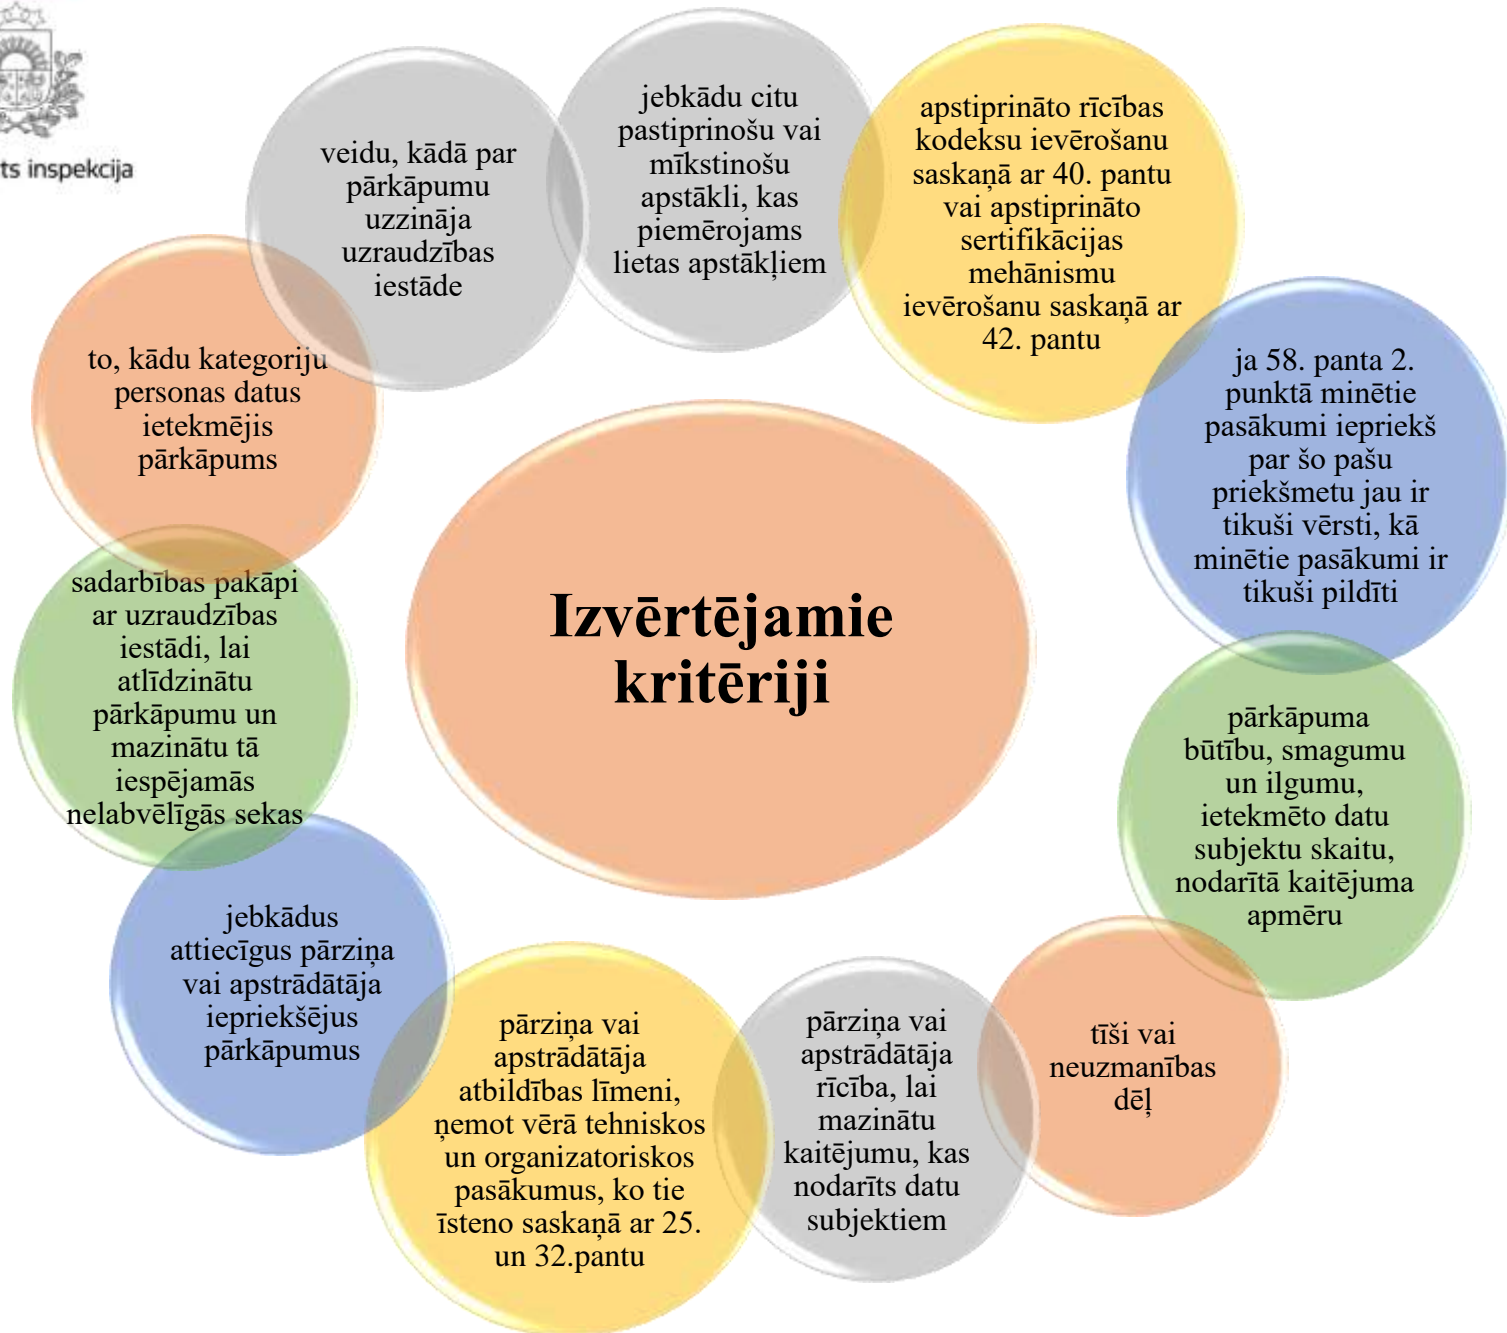 ts inspekcija
jebkādu citu
pastiprinošu vai
mīkstinošu
apstākli, kas
piemērojams
lietas apstākļiem
apstiprināto rīcības
kodeksu ievērošanu
saskaņā ar 40. pantu
vai apstiprināto
sertifikācijas
mehānismu
ievērošanu saskaņā ar
42. pantu
ja 58. panta 2.
punktā minētie
pasākumi iepriekš
par šo pašu
priekšmetu jau ir
tikuši vērsti, kā
minētie pasākumi ir
tikuši pildīti
pārkāpuma
būtību, smagumu
un ilgumu,
ietekmēto datu
subjektu skaitu,
nodarītā kaitējuma
apmēru
tīši vai
neuzmanības
dēļ
pārziņa vai
apstrādātāja
rīcība, lai
mazinātu
kaitējumu, kas
nodarīts datu
subjektiem
pārziņa vai
apstrādātāja
atbildības līmeni,
ņemot vērā tehniskos
un organizatoriskos
pasākumus, ko tie
īsteno saskaņā ar 25.
un 32.pantu
jebkādus
attiecīgus pārziņa
vai apstrādātāja
iepriekšējus
pārkāpumus
sadarbības pakāpi
ar uzraudzības
iestādi, lai
atlīdzinātu
pārkāpumu un
mazinātu tā
iespējamās
nelabvēlīgās sekas
to, kādu kategoriju
personas datus
ietekmējis
pārkāpums
veidu, kādā par
pārkāpumu
uzzināja
uzraudzības
iestāde
Izvērtējamie
kritēriji